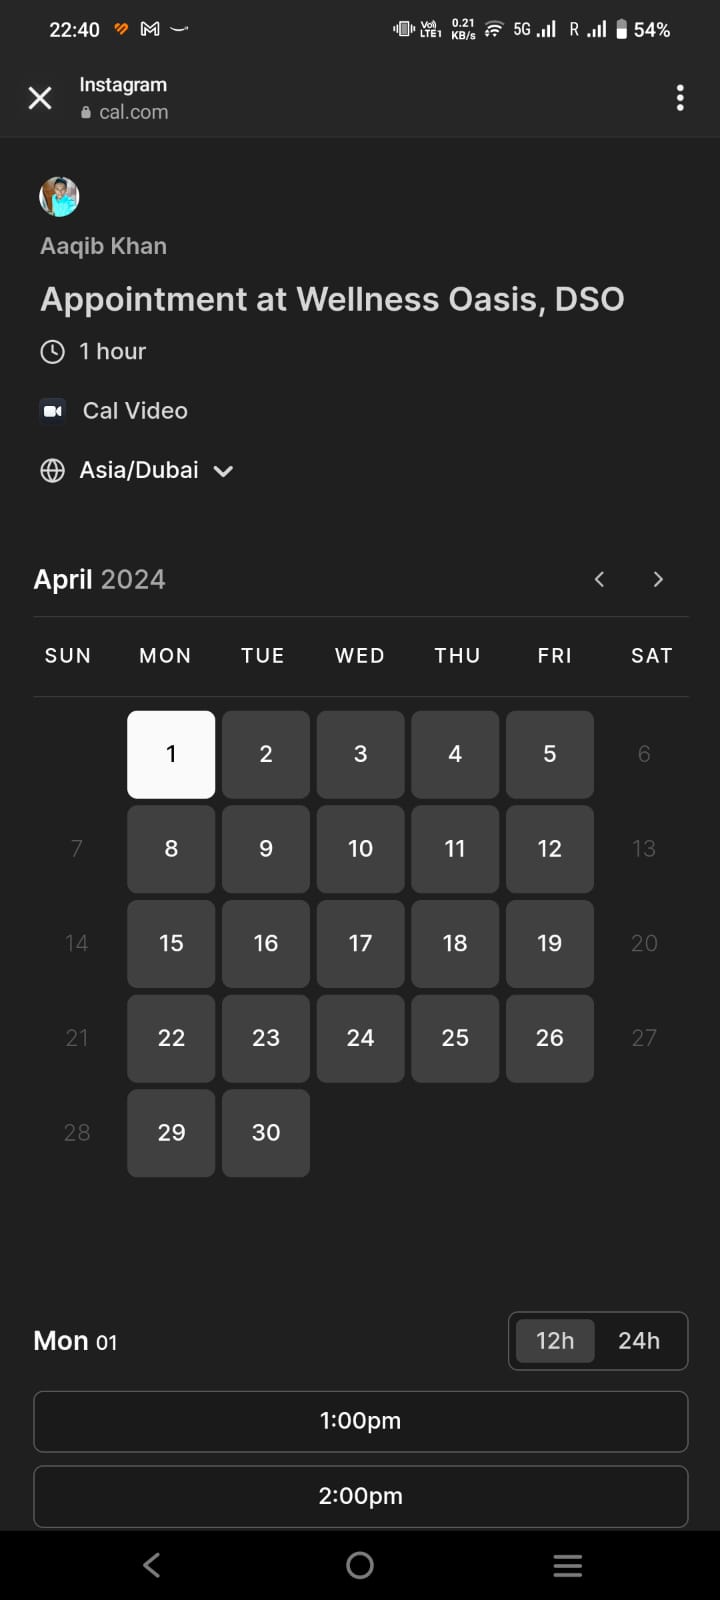 22:40 Vo) LTE1 0.21 KB/s 5G R 54%
Instagram
cal.com
Aaqib Khan
Appointment at Wellness Oasis, DSO
1 hour
Cal Video
Asia/Dubai
April 2024
SUN MON TUE WED THU FRI SAT
1 2 3 4 5 6
7 8 9 10 11 12 13
14 15 16 17 18 19 20
21 22 23 24 25 26 27
28 29 30
Mon 01 12h 24h
1:00pm
2:00pm